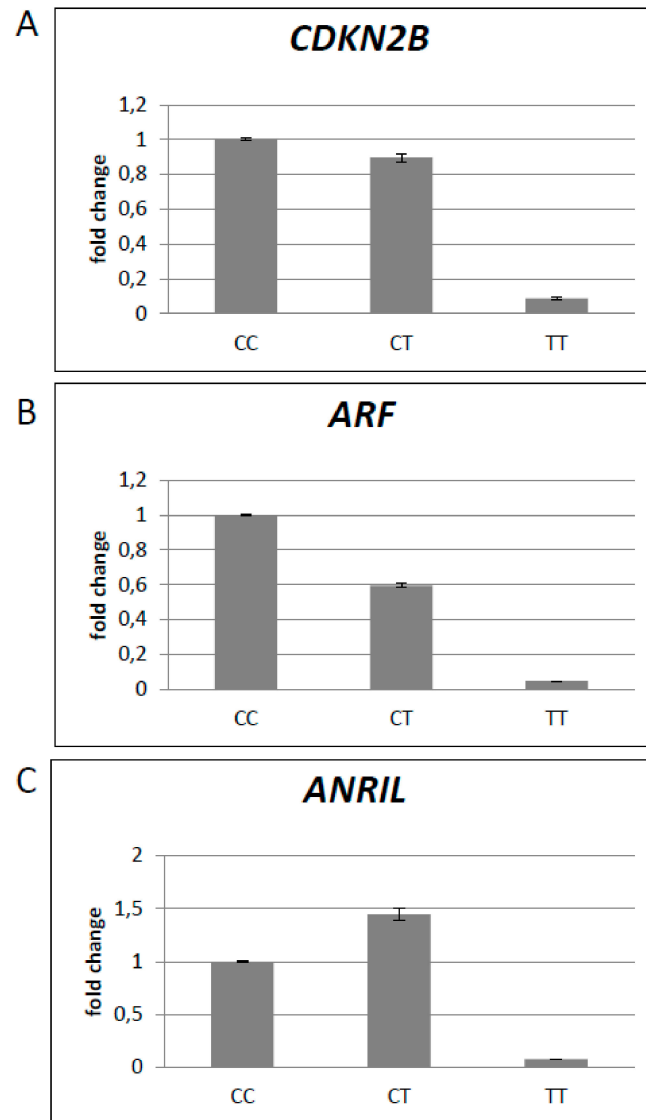 A
CDKN2B
fold change
1,2
1
0,8
0,6
0,4
0,2
0
CC CT TT
B
ARF
fold change
1,2
1
0,8
0,6
0,4
0,2
0
CC CT TT
C
ANRIL
fold change
2
1,5
1
0,5
0
CC CT TT